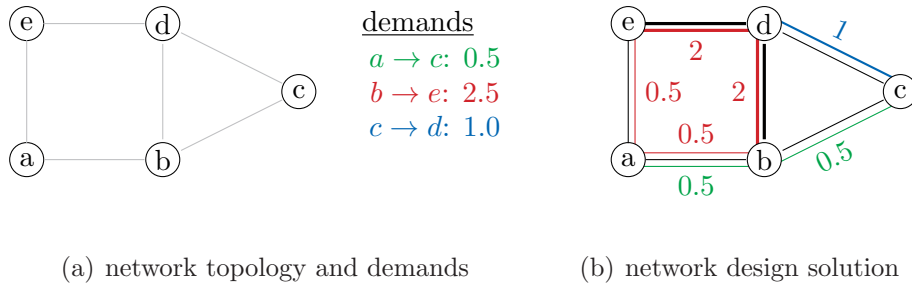 e
d
c
a
b
demands
a → c: 0.5
b → e: 2.5
c → d: 1.0
e
d
1
2
0.5
2
c
0.5
a
b
0.5
0.5
(a) network topology and demands
(b) network design solution